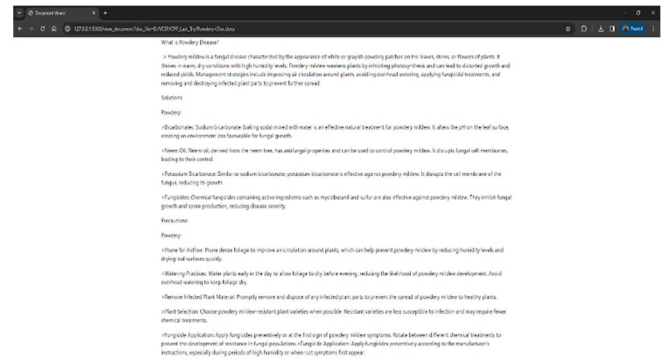 Document Viewer
What is Powdery Disease?
> Powdery mildew is a fungal disease characterized by the appearance of white or grayish powdery patches on the leaves, stems, or flowers of plants. It
thrives in warm, dry conditions with high humidity levels. Powdery mildew weakens plants by inhibiting photosynthesis and can lead to distorted growth and
reduced yields. Management strategies include improving air circulation around plants, avoiding overhead watering, applying fungicidal treatments, and
removing and destroying infected plant parts to prevent further spread.
Solutions
Powdery:
>Bicarbonates: Sodium bicarbonate (baking soda) mixed with water is an effective natural treatment for powdery mildew. It alters the pH on the leaf surface,
creating an environment less favourable for fungal growth.
>Neem Oil: Neem oil, derived from the neem tree, has antifungal properties and can be used to control powdery mildew. It disrupts fungal cell membranes,
leading to their control.
>Potassium Bicarbonate: Similar to sodium bicarbonate, potassium bicarbonate is effective against powdery mildew. It disrupts the cell membrane of the
fungus, reducing its growth.
>Fungicides: Chemical fungicides containing active ingredients such as myclobutanil and sulfur are also effective against powdery mildew. They inhibit fungal
growth and spore production, reducing disease severity.
Precautions:
Powdery:
>Prune for Airflow: Prune dense foliage to improve air circulation around plants, which can help prevent powdery mildew by reducing humidity levels and
drying leaf surfaces quickly.
>Watering Practices: Water plants early in the day to allow foliage to dry before evening, reducing the likelihood of powdery mildew development. Avoid
overhead watering to keep foliage dry.
>Remove Infected Plant Material: Promptly remove and dispose of any infected plant parts to prevent the spread of powdery mildew to healthy plants.
>Plant Selection: Choose powdery mildew-resistant plant varieties when possible. Resistant varieties are less susceptible to infection and may require fewer
chemical treatments.
>Fungicide Application: Apply fungicides preventively or at the first sign of powdery mildew symptoms. Rotate between different chemical treatments to
prevent the development of resistance in fungal populations.>Fungicide Application: Apply fungicides preventively according to the manufacturer's
instructions, especially during periods of high humidity or when rust symptoms first appear.